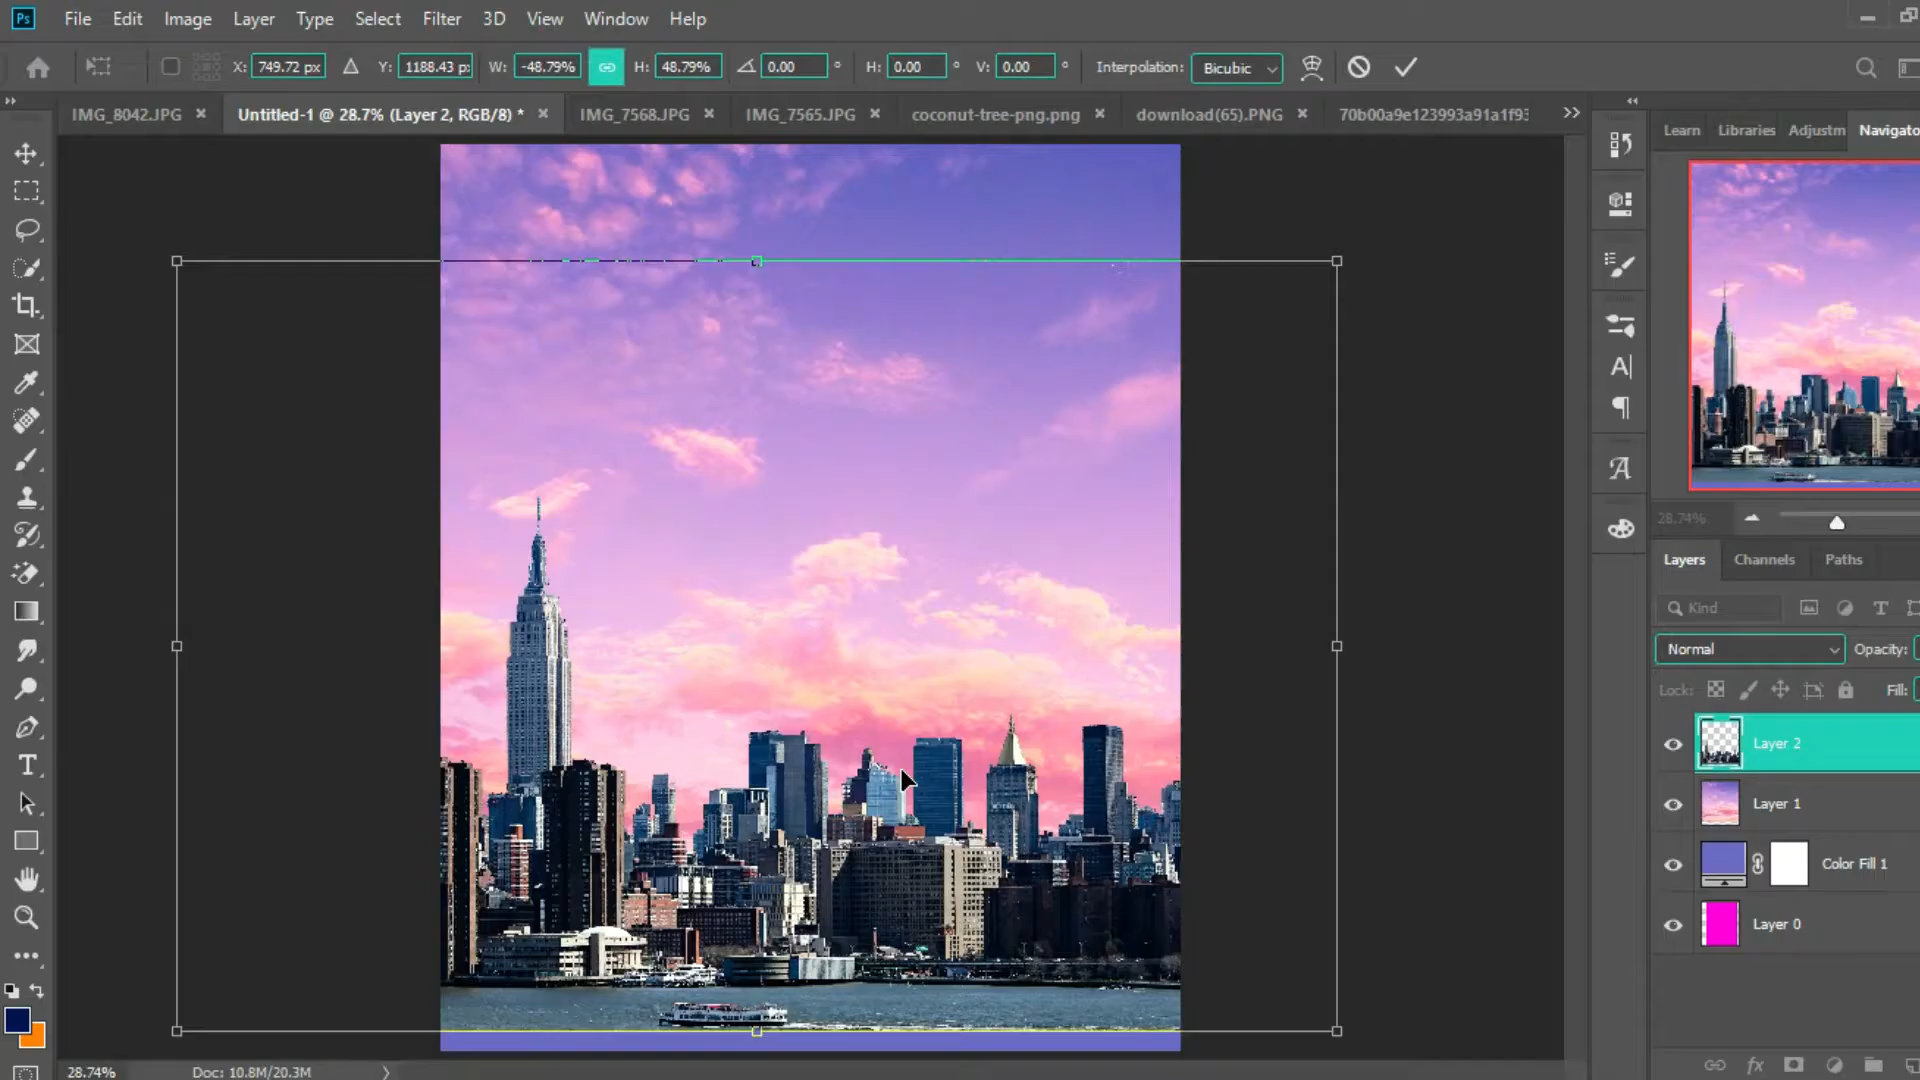 Ps File Edit Image Layer Type Select Filter 3D View Window Help
X: 749.72 px Y: 1188.43 p W: -48.79% H: 48.79% 0.00 ° H: 0.00 ° V: 0.00 ° Interpolation: Bicubic
IMG_8042.JPG × Untitled-1 @ 28.7% (Layer 2, RGB/8) * × IMG_7568.JPG × IMG_7565.JPG × coconut-tree-png.png × download(65).PNG × 70b00a9e123993a91a1f93
Learn Libraries Adjustm Navigato
28.74%
Layers Channels Paths
Kind
Normal Opacity:
Lock: Fill:
Layer 2
Layer 1
Color Fill 1
Layer 0
28.74% Doc: 10.8M/20.3M